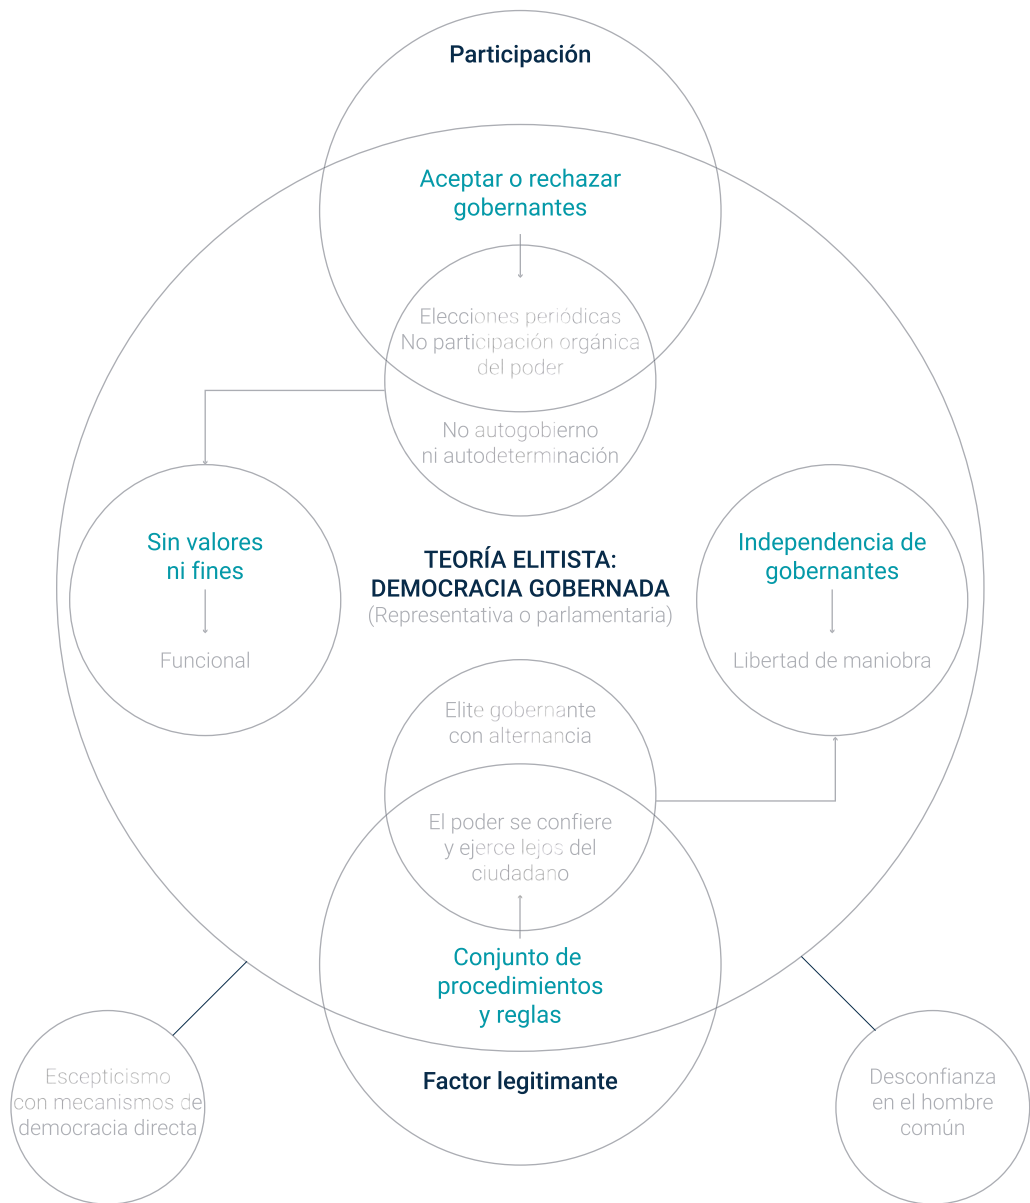 Participación
Aceptar o rechazar
gobernantes
Elecciones periódicas
No participación orgánica
del poder
No autogobierno
ni autodeterminación
Sin valores
ni fines
Funcional
TEORÍA ELITISTA:
DEMOCRACIA GOBERNADA
(Representativa o parlamentaria)
Independencia de
gobernantes
Libertad de maniobra
Elite gobernante
con alternancia
El poder se confiere
y ejerce lejos del
ciudadano
Conjunto de
procedimientos
y reglas
Factor legitimante
Escepticismo
con mecanismos de
democracia directa
Desconfianza
en el hombre
común